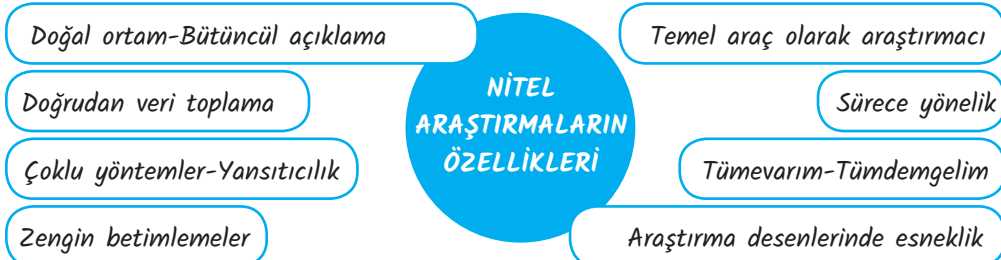 Doğal ortam-Bütüncül açıklama
Doğrudan veri toplama
Çoklu yöntemler-Yansıtıcılık
Zengin betimlemeler
NİTEL
ARAŞTIRMALARIN
ÖZELLİKLERİ
Temel araç olarak araştırmacı
Sürece yönelik
Tümevarım-Tümdemgelim
Araştırma desenlerinde esneklik